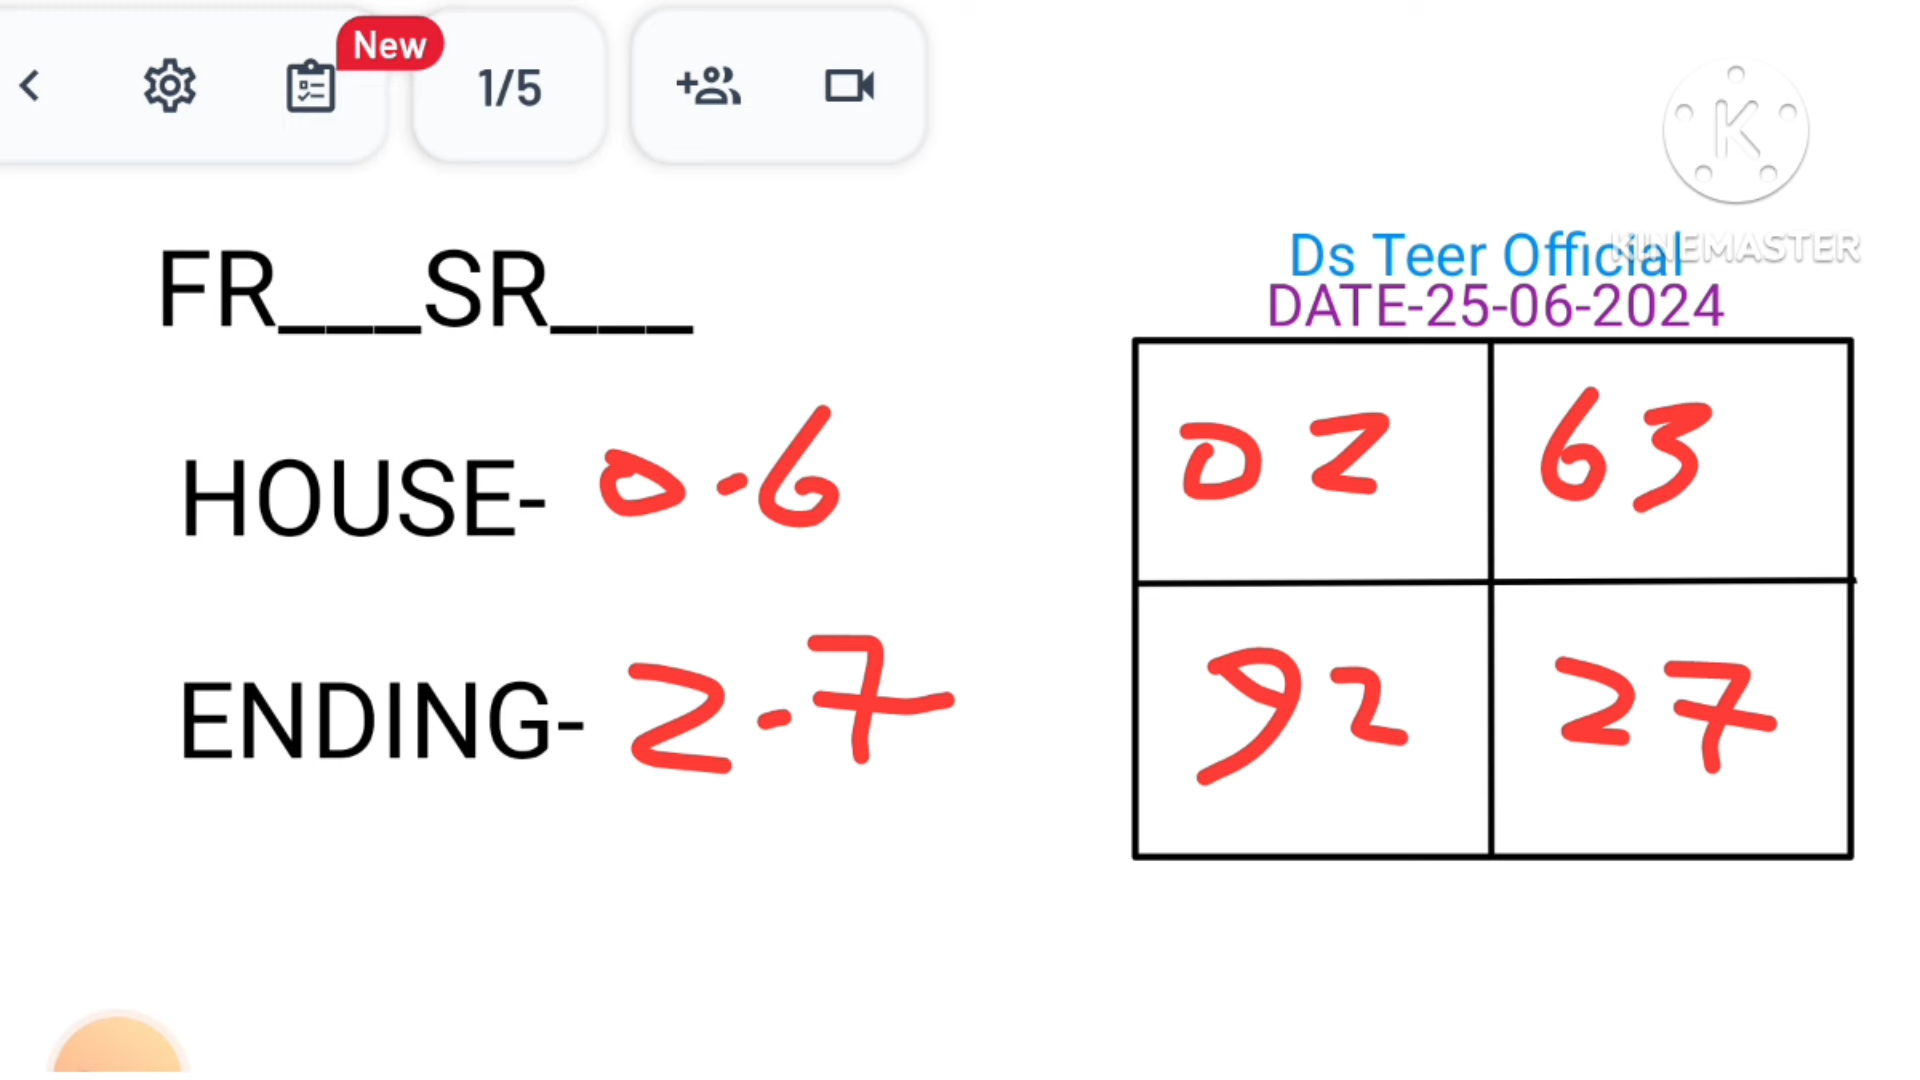 New
1/5
K
KINEMASTER
Ds Teer Official
DATE-25-06-2024
FR___SR___
HOUSE- 0.6
ENDING- 2.7
02 63
92 27